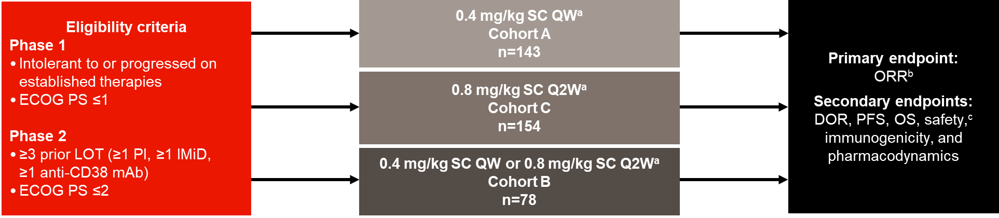 Eligibility criteria
Phase 1
• Intolerant to or progressed on
established therapies
• ECOG PS ≤1
Phase 2
• ≥3 prior LOT (≥1 PI, ≥1 IMiD,
≥1 anti-CD38 mAb)
• ECOG PS ≤2
0.4 mg/kg SC QWᵃ
Cohort A
n=143
0.8 mg/kg SC Q2Wᵃ
Cohort C
n=154
0.4 mg/kg SC QW or 0.8 mg/kg SC Q2Wᵃ
Cohort B
n=78
Primary endpoint:
ORRᵇ
Secondary endpoints:
DOR, PFS, OS, safety,ᶜ
immunogenicity, and
pharmacodynamics